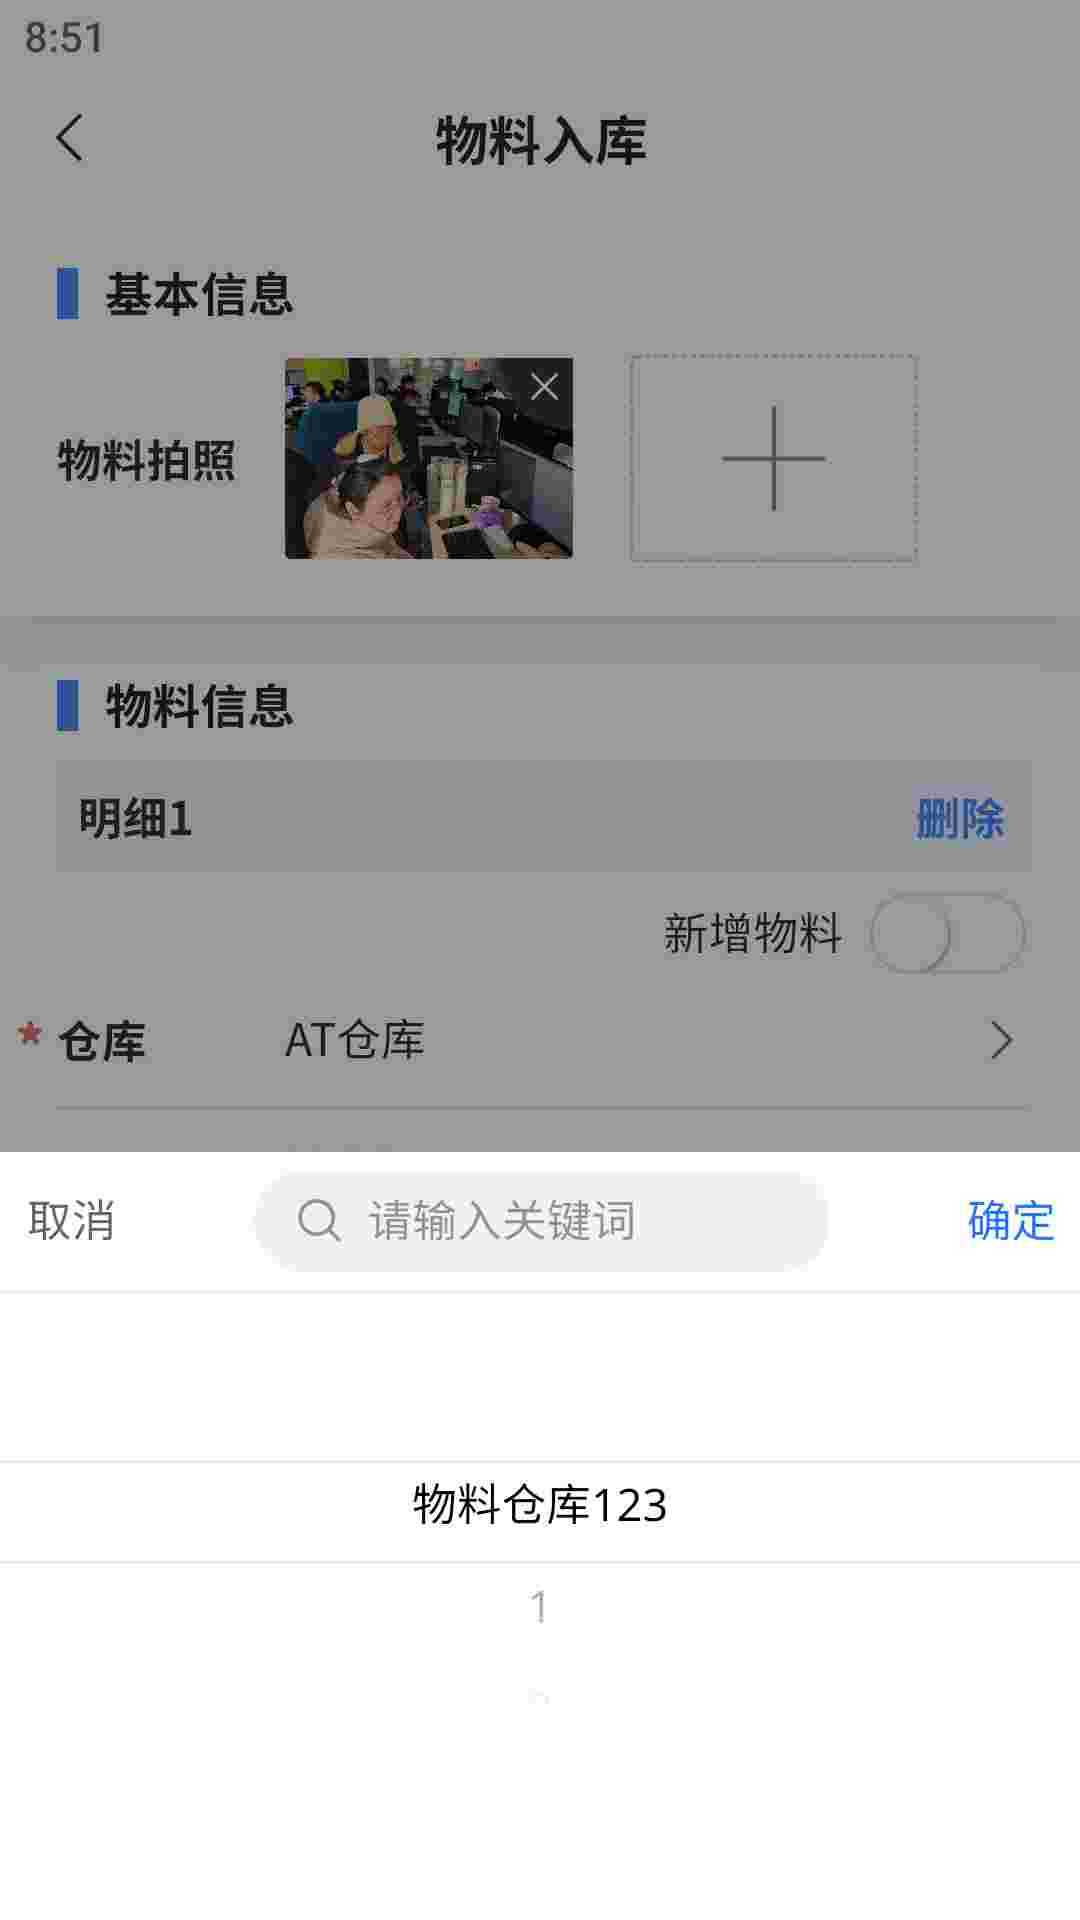 8:51
物料入库
基本信息
物料拍照
物料信息
明细1
删除
新增物料
* 仓库
AT仓库
取消
请输入关键词
确定
物料仓库123
1